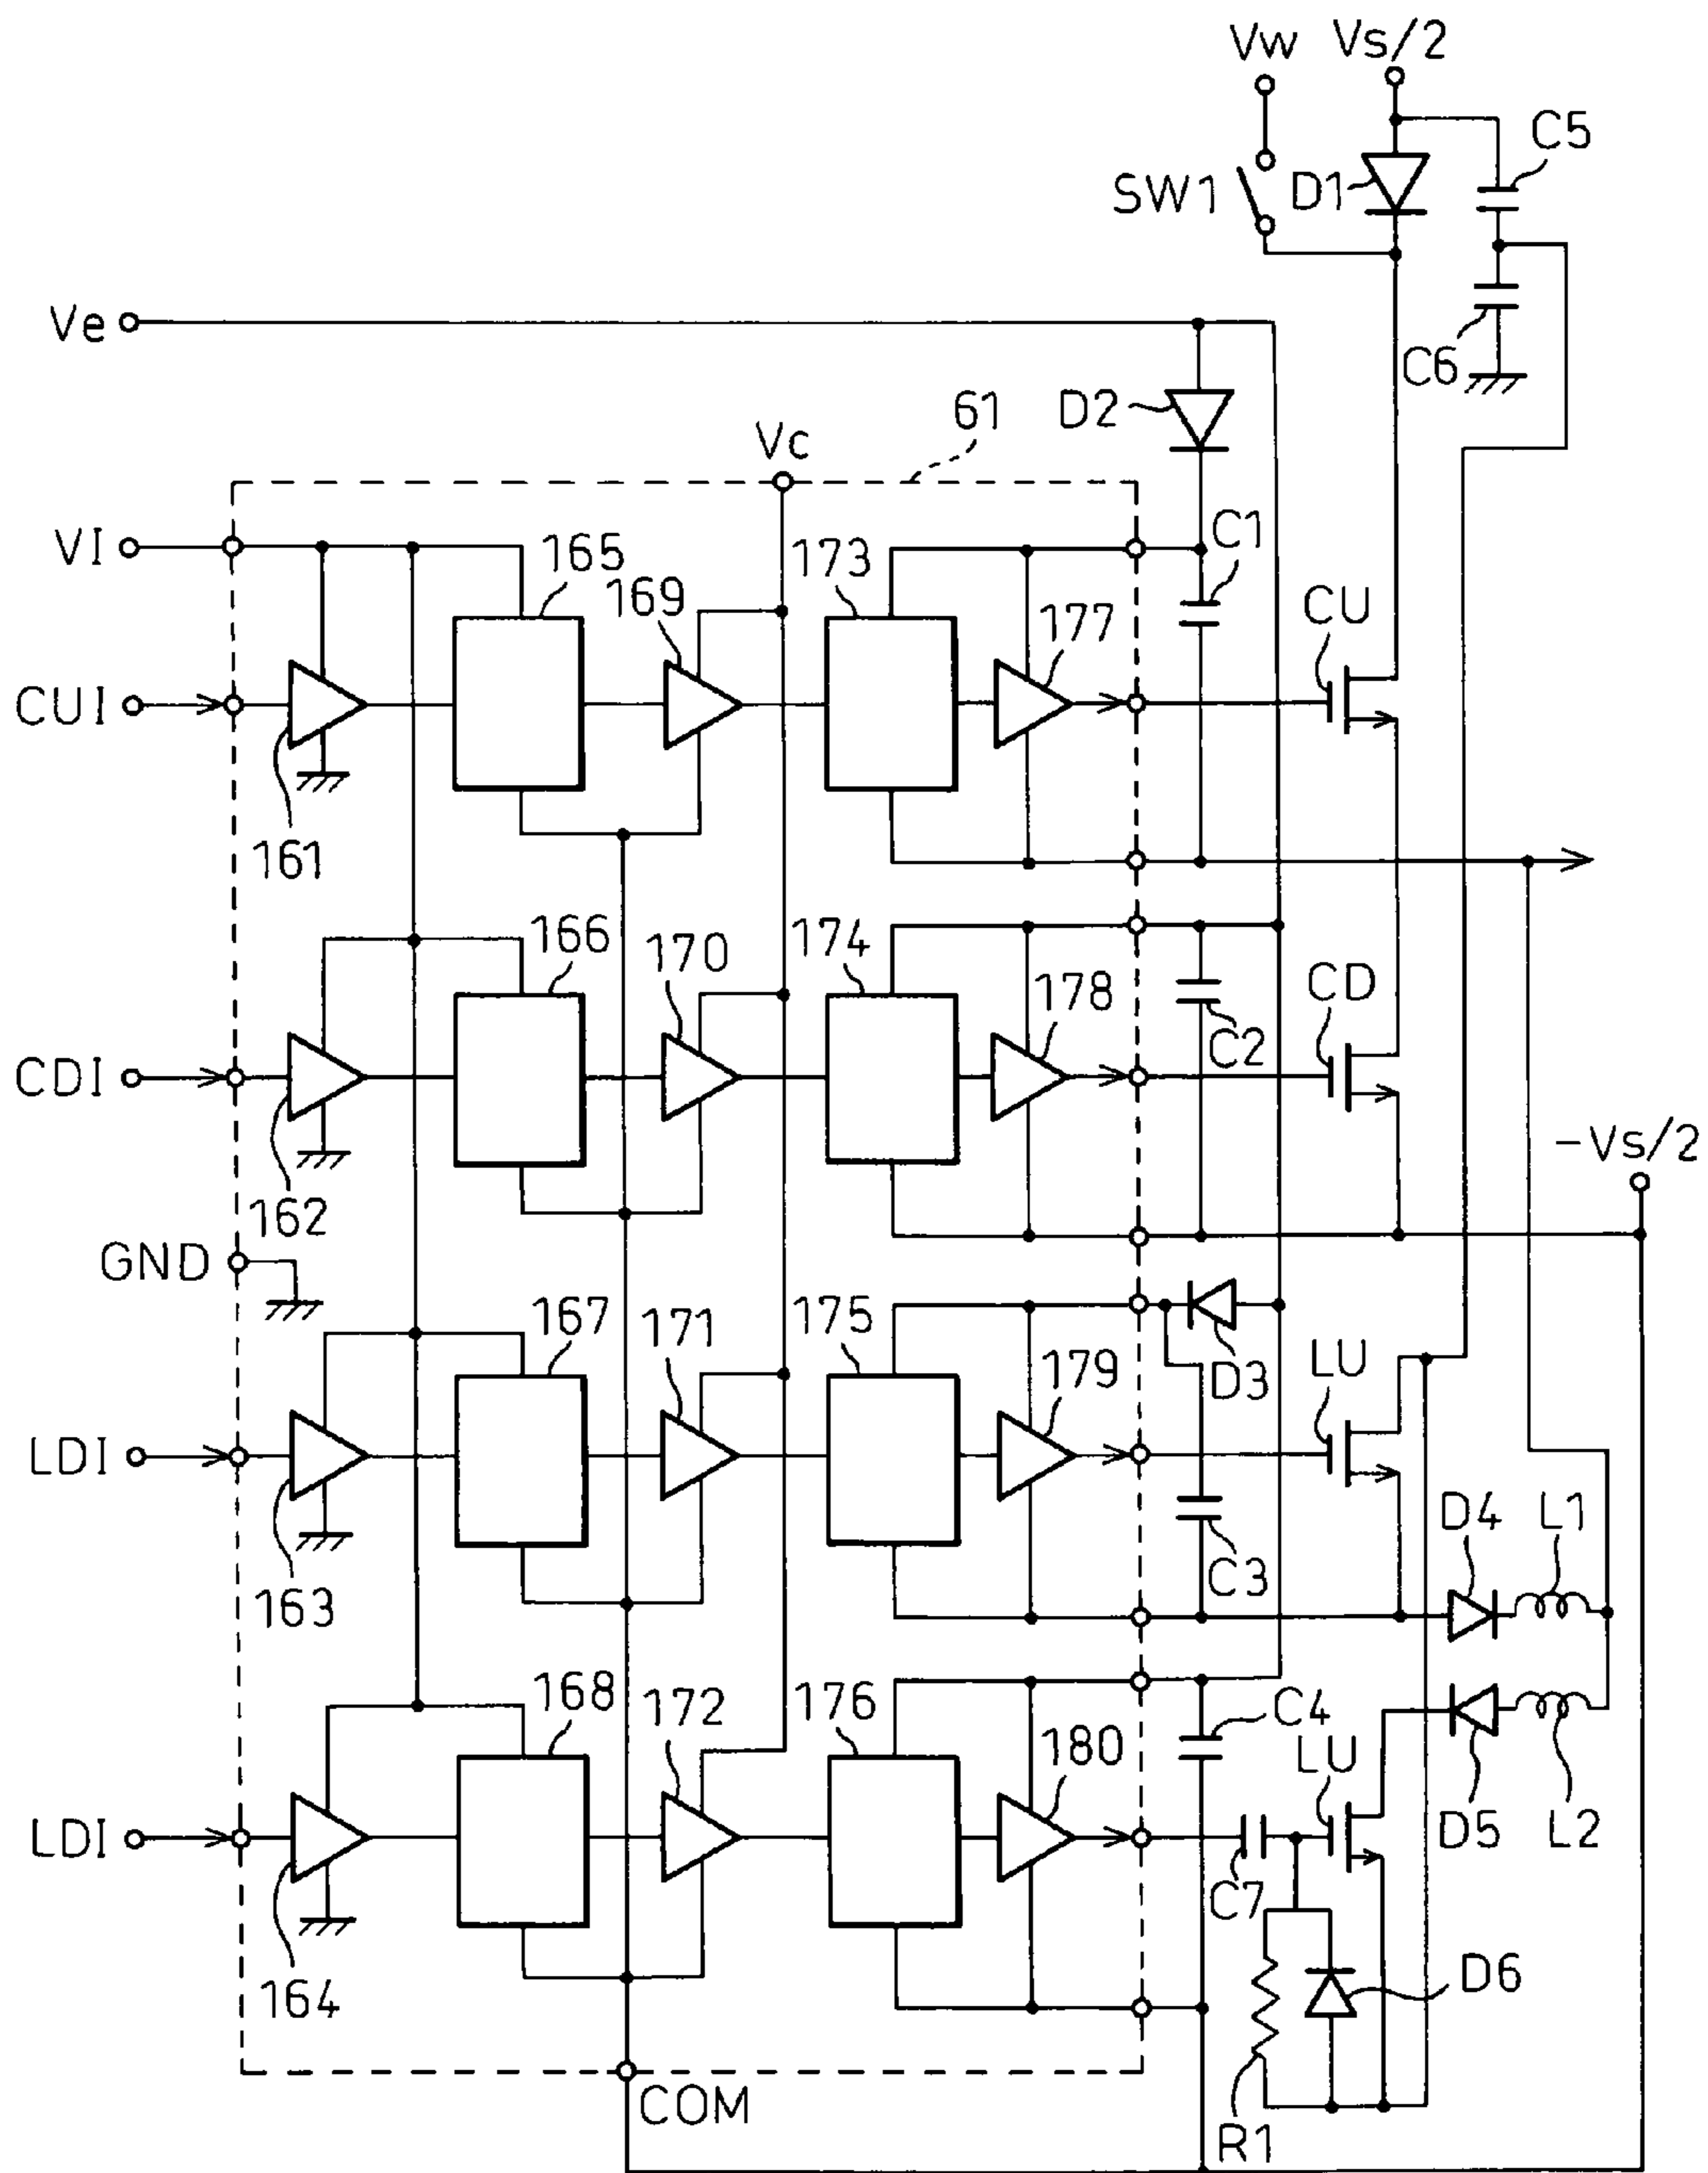 Vw
Vs/2
C5
SW1
D1
Ve
C6
D2
61
Vc
VI
165
173
C1
169
177
CU
CUI
161
166
170
174
178
CD
C2
CDI
-Vs/2
162
GND
167
171
175
D3
LU
179
LDI
D4
L1
C3
163
168
172
176
C4
180
LU
LDI
D5
L2
C7
D6
164
COM
R1